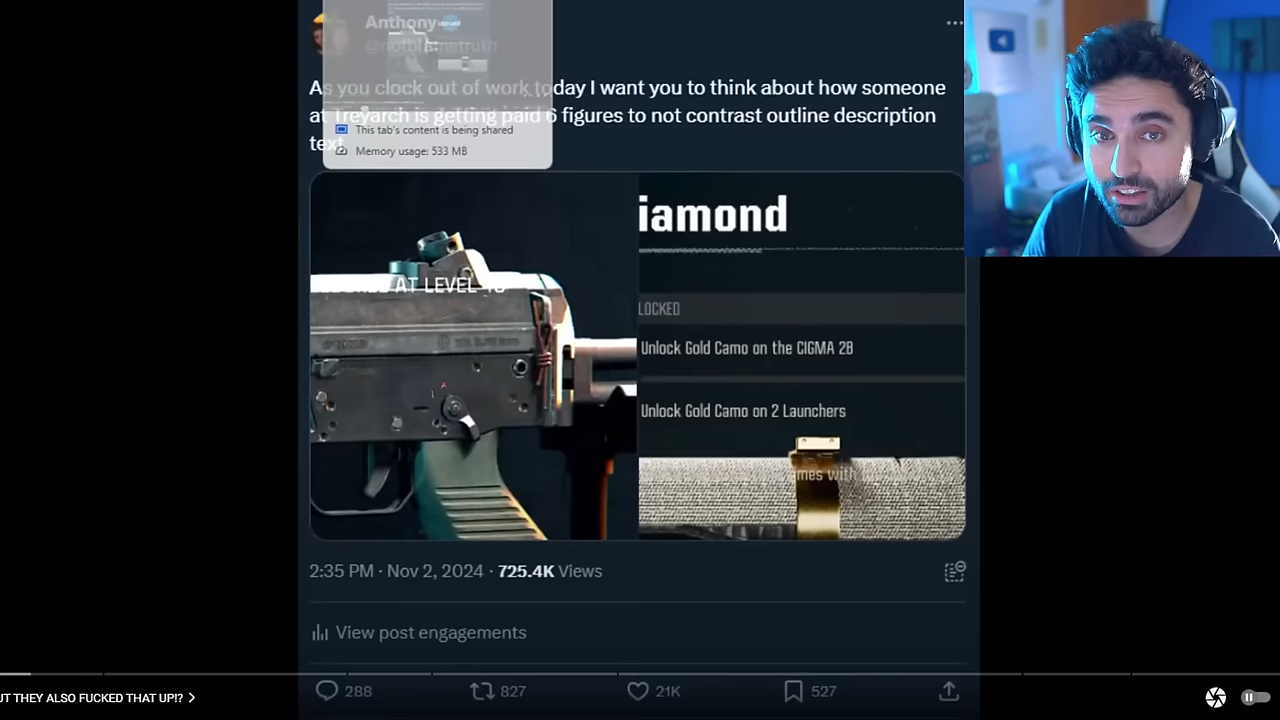 Anthony
@notblametruth
As you clock out of work today I want you to think about how someone
at Treyarch is getting paid 6 figures to not contrast outline description
text
This tab's content is being shared
Memory usage: 533 MB
AT LEVEL
iamond
LOCKED
Unlock Gold Camo on the CIGMA 2B
Unlock Gold Camo on 2 Launchers
mes with
2:35 PM · Nov 2, 2024 · 725.4K Views
View post engagements
288
827
21K
527
UT THEY ALSO FUCKED THAT UP!? >